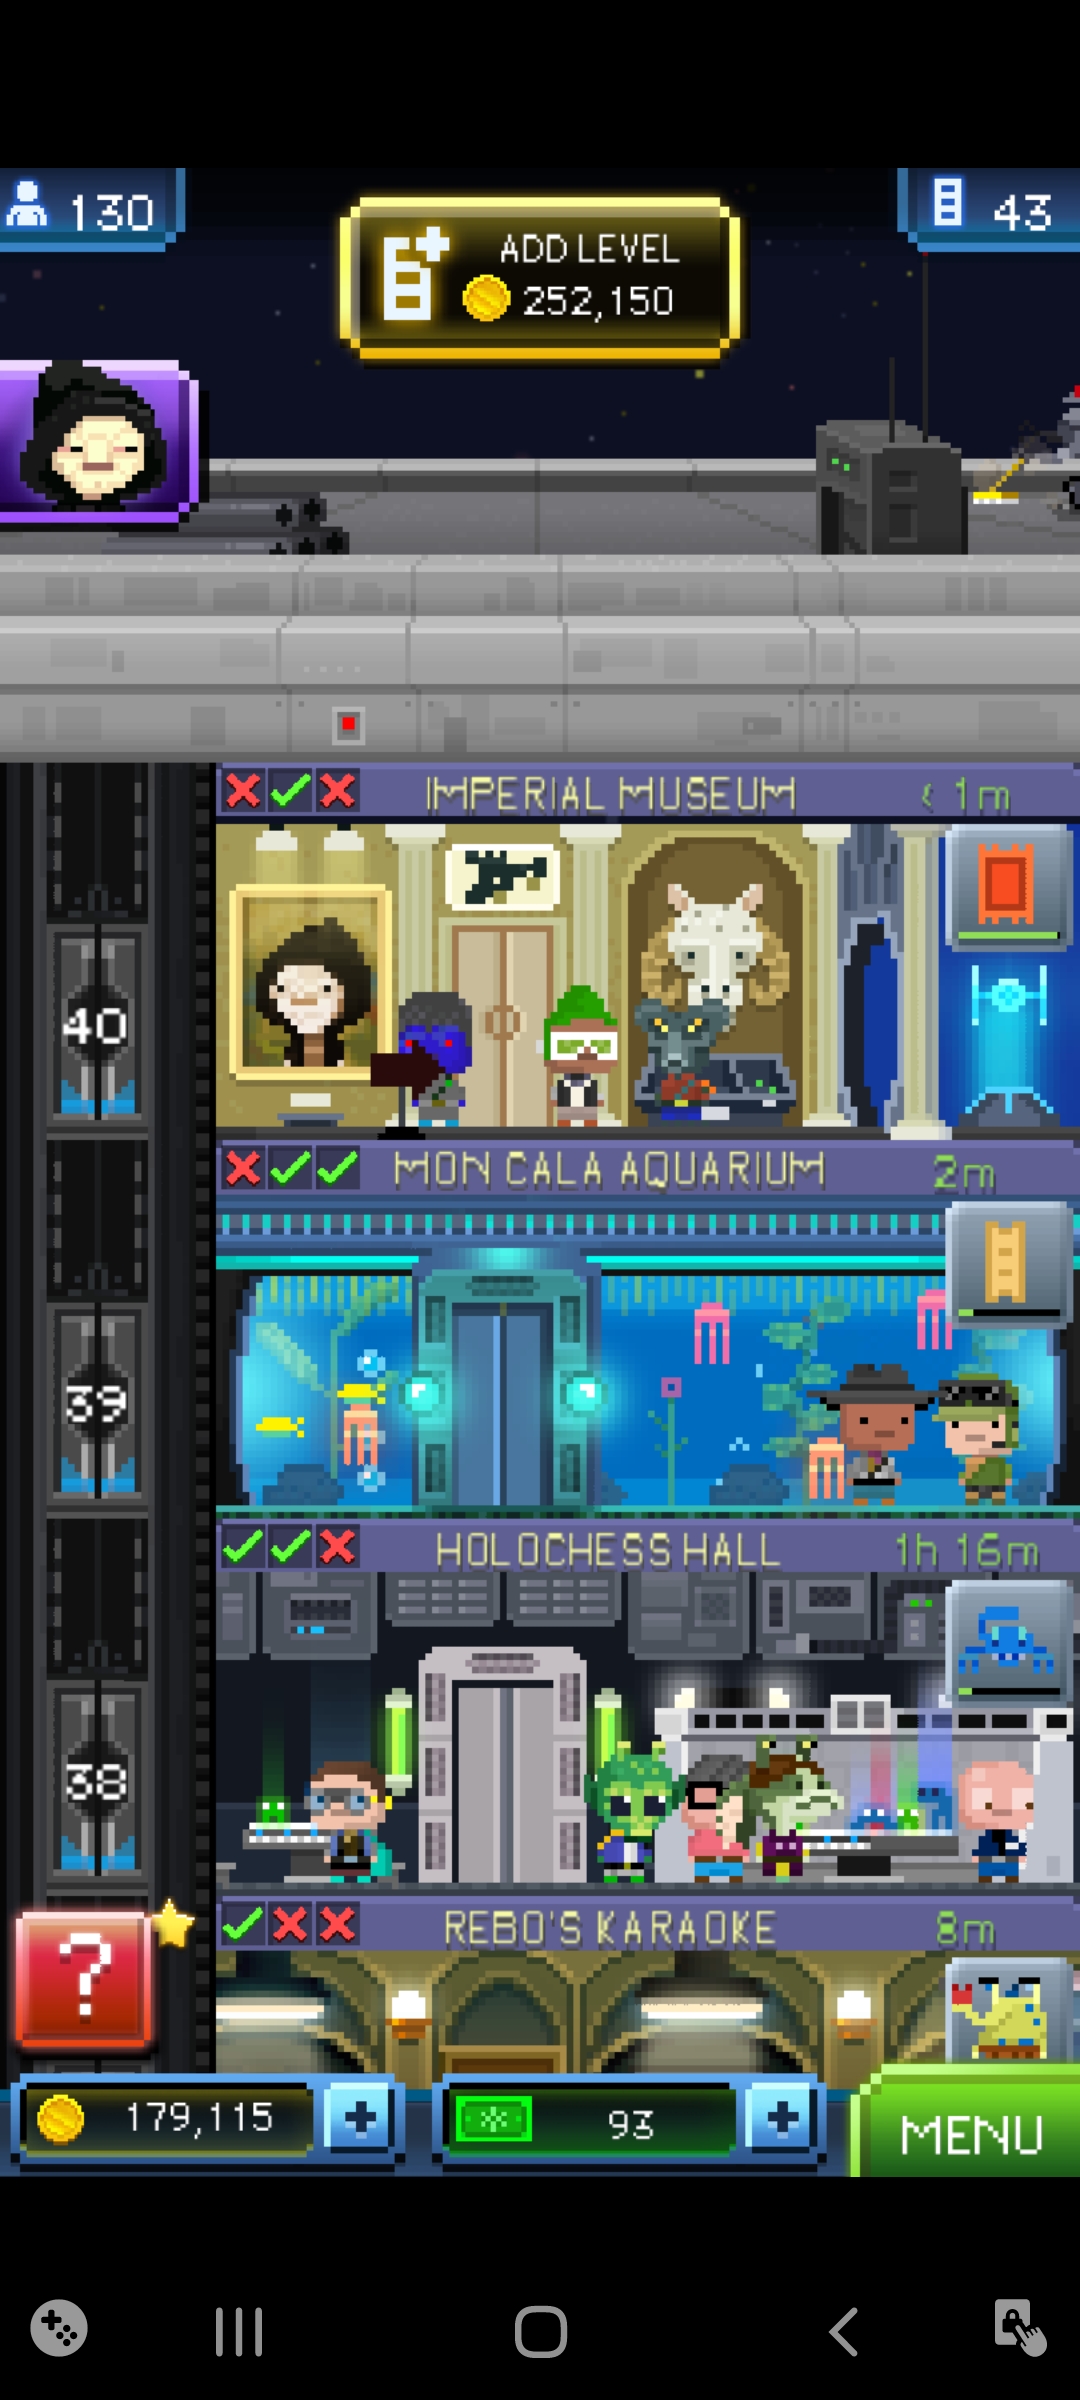 130
ADD LEVEL
252,150
43
IMPERIAL MUSEUM < 1m
40
MON CALA AQUARIUM 2m
39
HOLOCHESS HALL 1h 16m
38
REBO'S KARAOKE 8m
?
179,115 + 93 + MENU